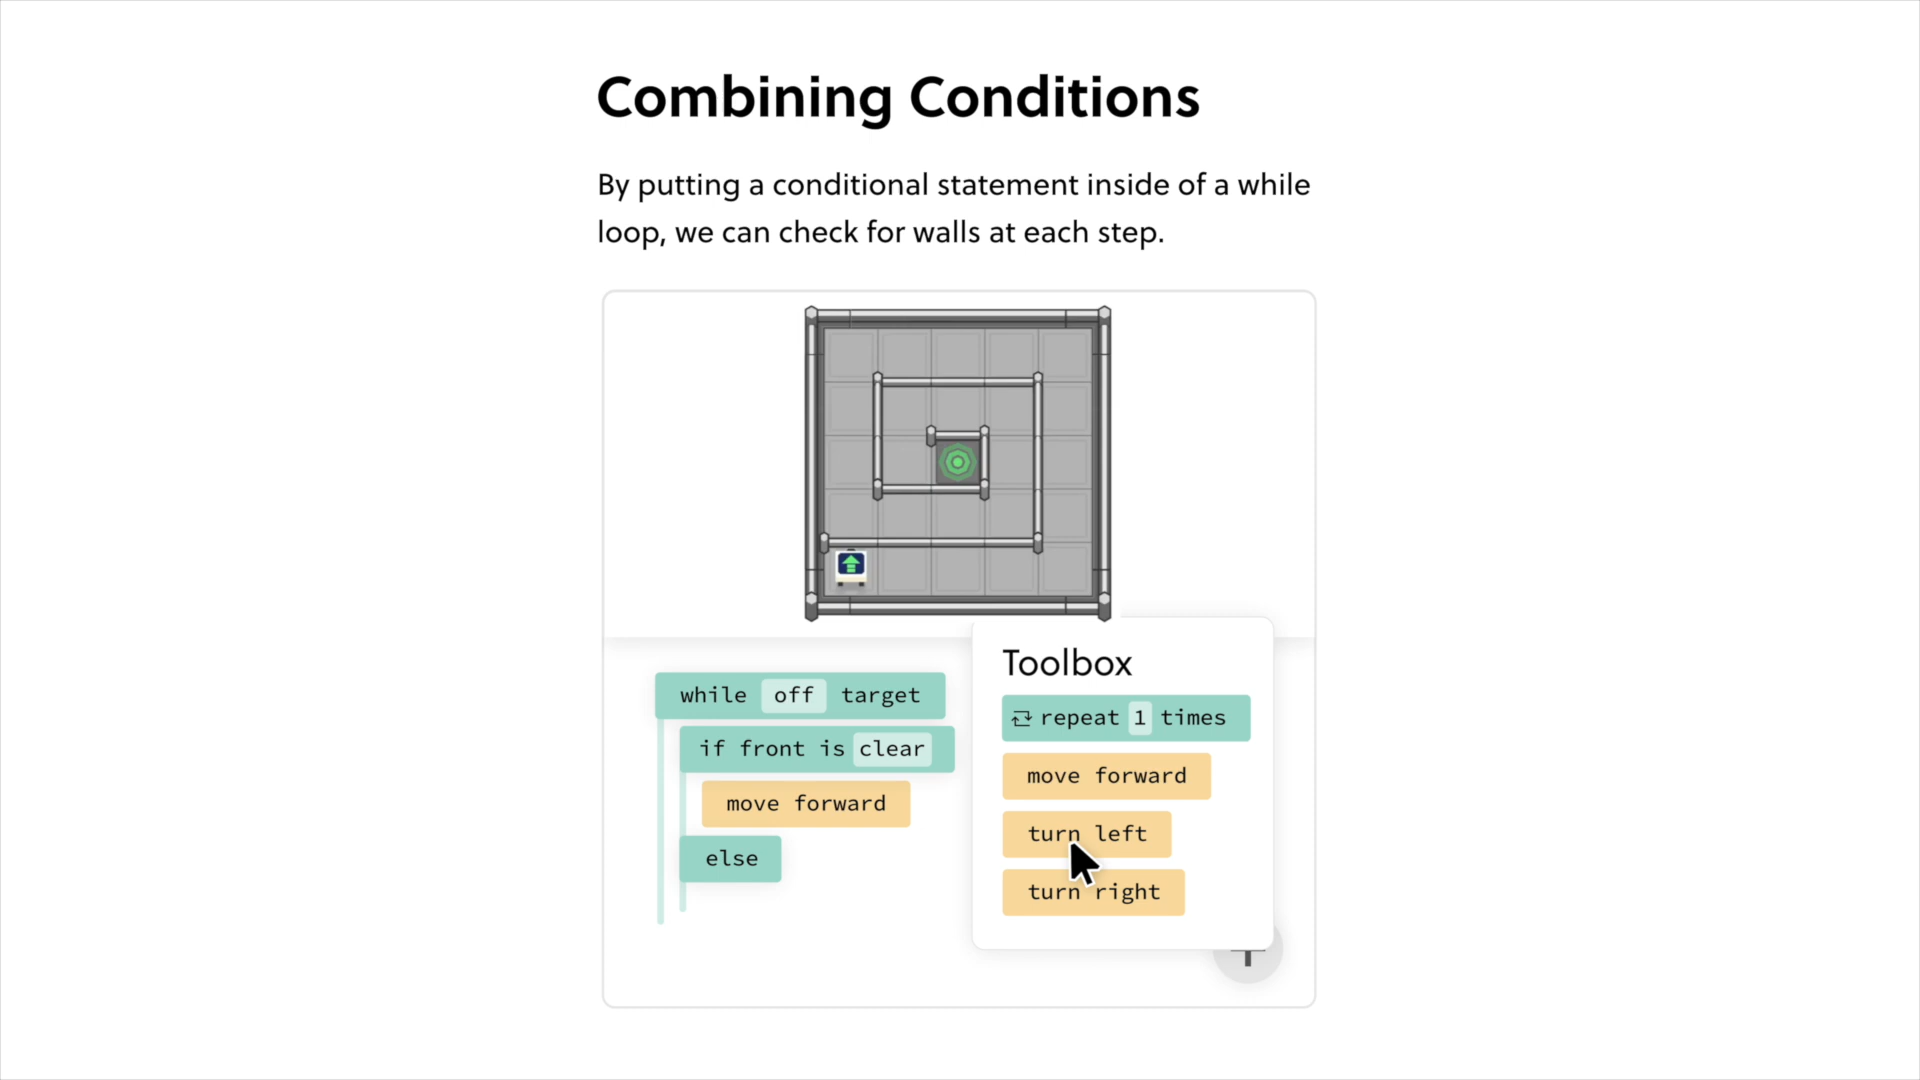 Combining Conditions
By putting a conditional statement inside of a while
loop, we can check for walls at each step.
while off target
if front is clear
move forward
else
Toolbox
repeat 1 times
move forward
turn left
turn right